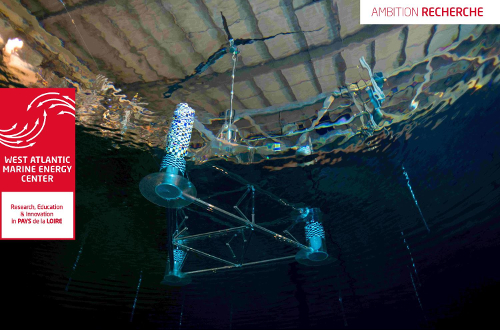 AMBITION RECHERCHE
WEST ATLANTIC
MARINE ENERGY
CENTER
Research, Education
& Innovation
in PAYS de la LOIRE